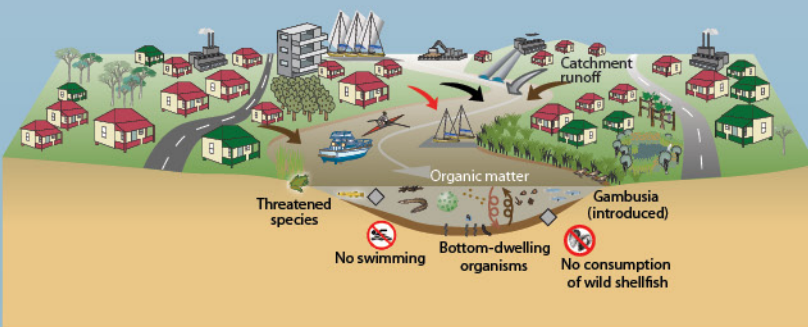 Catchment
runoff
Organic matter
Threatened
species
Gambusia
(introduced)
No swimming
Bottom-dwelling
organisms
No consumption
of wild shellfish